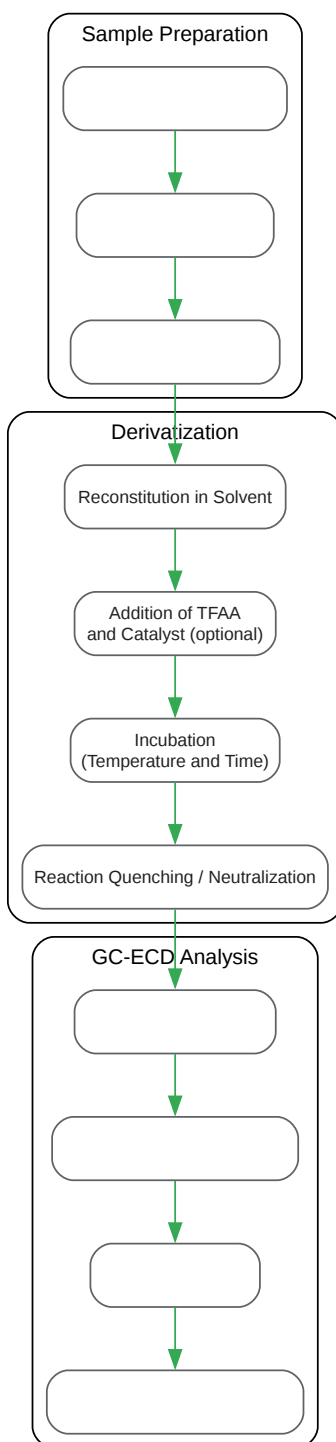 Sample Preparation
Derivatization
Reconstitution in Solvent
Addition of TFAA
and Catalyst (optional)
Incubation
(Temperature and Time)
Reaction Quenching / Neutralization
GC-ECD Analysis